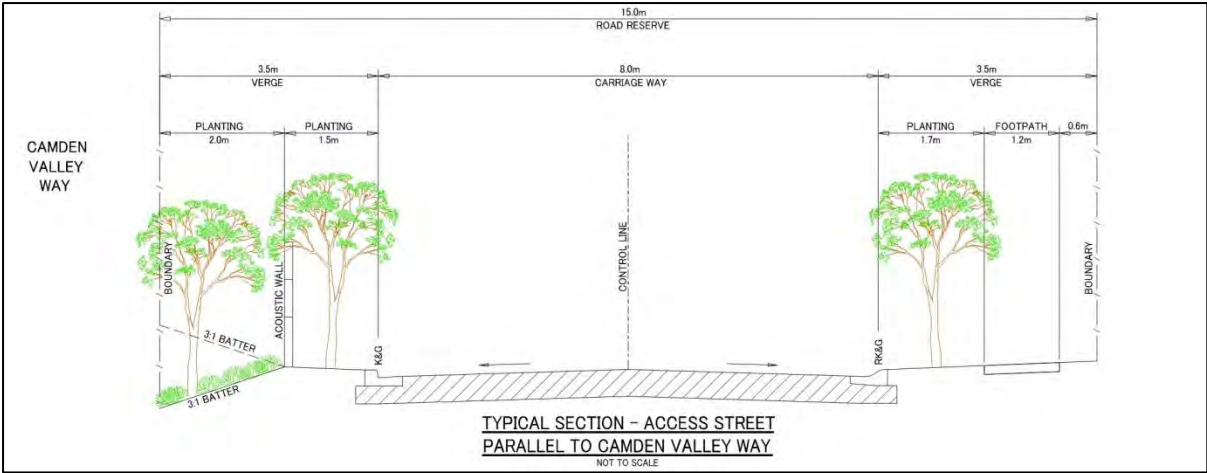 15.0m
ROAD RESERVE
3.5m
VERGE
8.0m
CARRIAGE WAY
3.5m
VERGE
PLANTING
2.0m
PLANTING
1.5m
PLANTING
1.7m
FOOTPATH
1.2m
0.6m
CAMDEN
VALLEY
WAY
BOUNDARY
ACOUSTIC WALL
CONTROL LINE
BOUNDARY
3:1 BATTER
K&G
RK&G
3:1 BATTER
TYPICAL SECTION - ACCESS STREET
PARALLEL TO CAMDEN VALLEY WAY
NOT TO SCALE